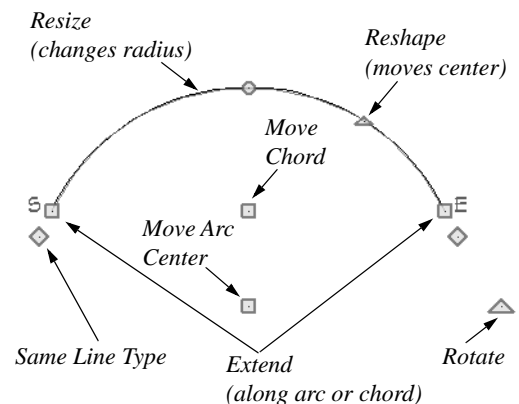 Resize
(changes radius)
Reshape
(moves center)
Move
Chord
S
E
Move Arc
Center
Same Line Type
Extend
(along arc or chord)
Rotate